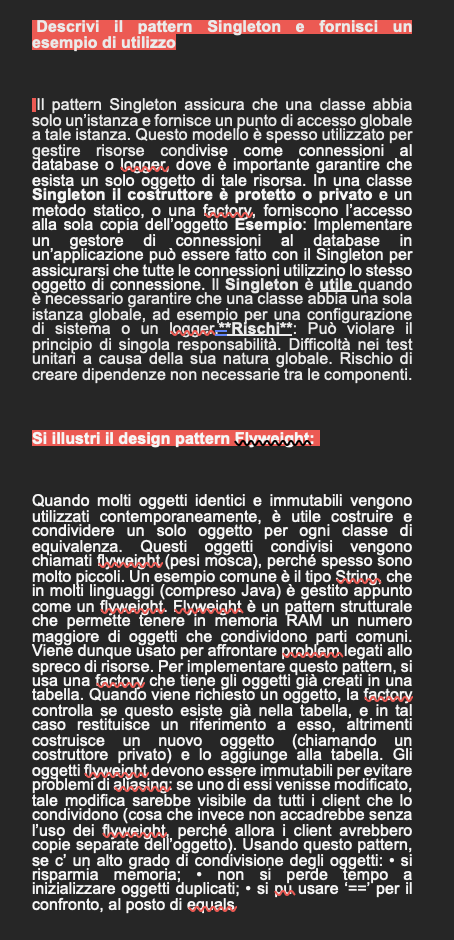 Descrivi il pattern Singleton e fornisci un
esempio di utilizzo
Il pattern Singleton assicura che una classe abbia
solo un'istanza e fornisce un punto di accesso globale
a tale istanza. Questo modello è spesso utilizzato per
gestire risorse condivise come connessioni al
database o logger, dove è importante garantire che
esista un solo oggetto di tale risorsa. In una classe
Singleton il costruttore è protetto o privato e un
metodo statico, o una factory, forniscono l'accesso
alla sola copia dell'oggetto Esempio: Implementare
un gestore di connessioni al database in
un'applicazione può essere fatto con il Singleton per
assicurarsi che tutte le connessioni utilizzino lo stesso
oggetto di connessione. Il Singleton è utile quando
è necessario garantire che una classe abbia una sola
istanza globale, ad esempio per una configurazione
di sistema o un logger.**Rischi**: Può violare il
principio di singola responsabilità. Difficoltà nei test
unitari a causa della sua natura globale. Rischio di
creare dipendenze non necessarie tra le componenti.
Si illustri il design pattern Flyweight:
Quando molti oggetti identici e immutabili vengono
utilizzati contemporaneamente, è utile costruire e
condividere un solo oggetto per ogni classe di
equivalenza. Questi oggetti condivisi vengono
chiamati flyweight (pesi mosca), perché spesso sono
molto piccoli. Un esempio comune è il tipo String, che
in molti linguaggi (compreso Java) è gestito appunto
come un flyweight. Flyweight è un pattern strutturale
che permette tenere in memoria RAM un numero
maggiore di oggetti che condividono parti comuni.
Viene dunque usato per affrontare problem legati allo
spreco di risorse. Per implementare questo pattern, si
usa una factory che tiene gli oggetti già creati in una
tabella. Quando viene richiesto un oggetto, la factory
controlla se questo esiste già nella tabella, e in tal
caso restituisce un riferimento a esso, altrimenti
costruisce un nuovo oggetto (chiamando un
costruttore privato) e lo aggiunge alla tabella. Gli
oggetti flyweight devono essere immutabili per evitare
problemi di aliasing: se uno di essi venisse modificato,
tale modifica sarebbe visibile da tutti i client che lo
condividono (cosa che invece non accadrebbe senza
l'uso dei flyweight, perché allora i client avrebbero
copie separate dell'oggetto). Usando questo pattern,
se c' un alto grado di condivisione degli oggetti: • si
risparmia memoria; • non si perde tempo a
inizializzare oggetti duplicati; • si pu usare '==' per il
confronto, al posto di equals